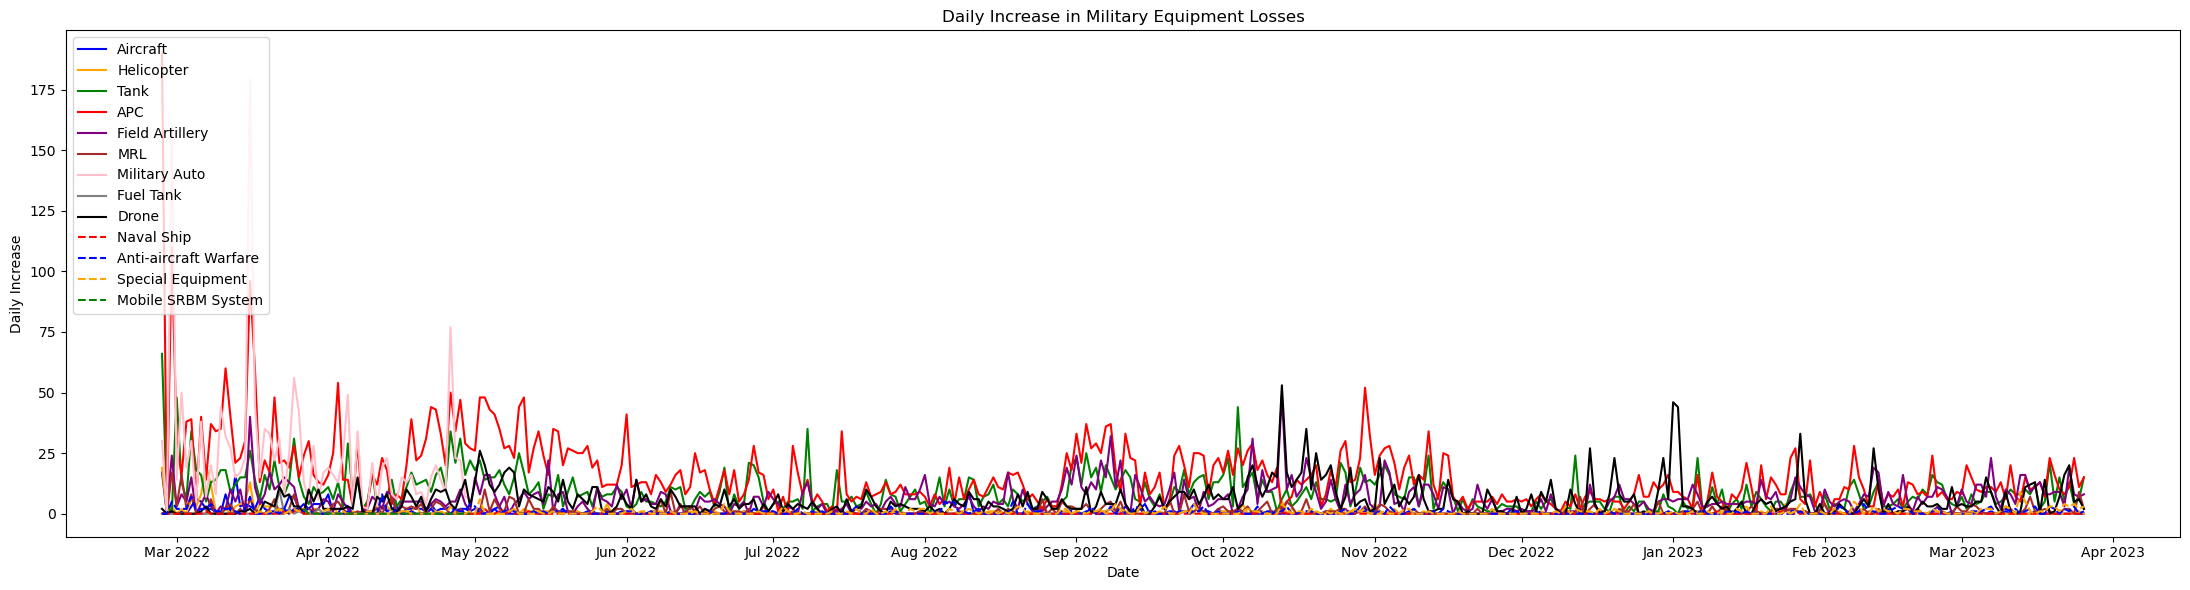 Daily Increase in Military Equipment Losses
Aircraft
Helicopter
Tank
APC
Field Artillery
MRL
Military Auto
Fuel Tank
Drone
Naval Ship
Anti-aircraft Warfare
Special Equipment
Mobile SRBM System
Daily Increase
175
150
125
100
75
50
25
0
Mar 2022 Apr 2022 May 2022 Jun 2022 Jul 2022 Aug 2022 Sep 2022 Oct 2022 Nov 2022 Dec 2022 Jan 2023 Feb 2023 Mar 2023 Apr 2023
Date